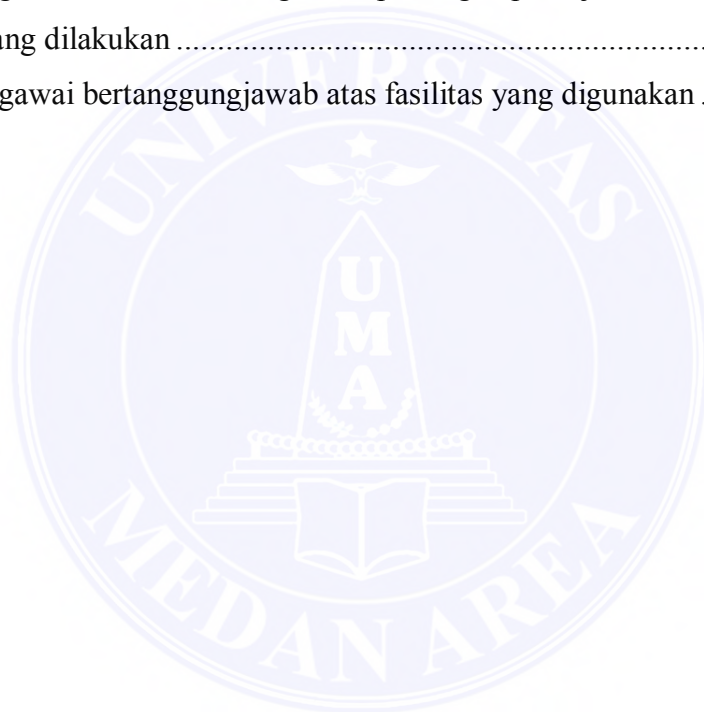 ang dilakukan ........................................................................
gawai bertanggungjawab atas fasilitas yang digunakan .
UNIVERSITAS
U
M
A
MEDAN AREA